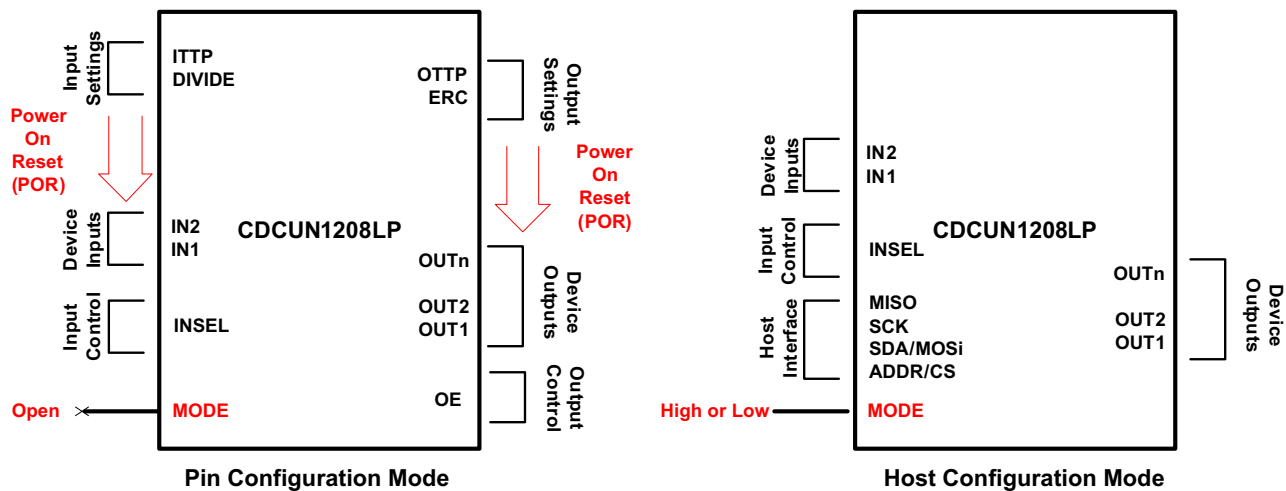 Input
Settings
ITTP
DIVIDE
OTTP
ERC
Output
Settings
Power
On
Reset
(POR)
Power
On
Reset
(POR)
Device
Inputs
IN2
IN1
CDCUN1208LP
OUTn
OUT2
OUT1
Device
Outputs
Input
Control
INSEL
OE
Output
Control
Open
MODE
Pin Configuration Mode
Device
Inputs
IN2
IN1
CDCUN1208LP
Input
Control
INSEL
OUTn
OUT2
OUT1
Device
Outputs
Host
Interface
MISO
SCK
SDA/MOSi
ADDR/CS
High or Low
MODE
Host Configuration Mode